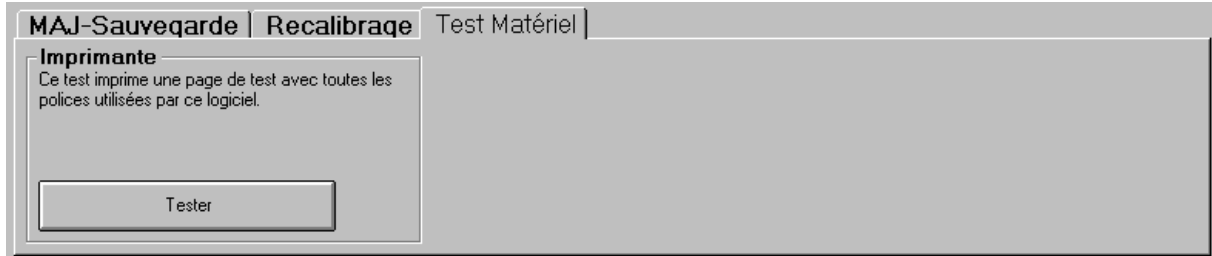 MAJ-Sauvegarde Recalibrage Test Matériel
Imprimante
Ce test imprime une page de test avec toutes les
polices utilisées par ce logiciel.
Tester